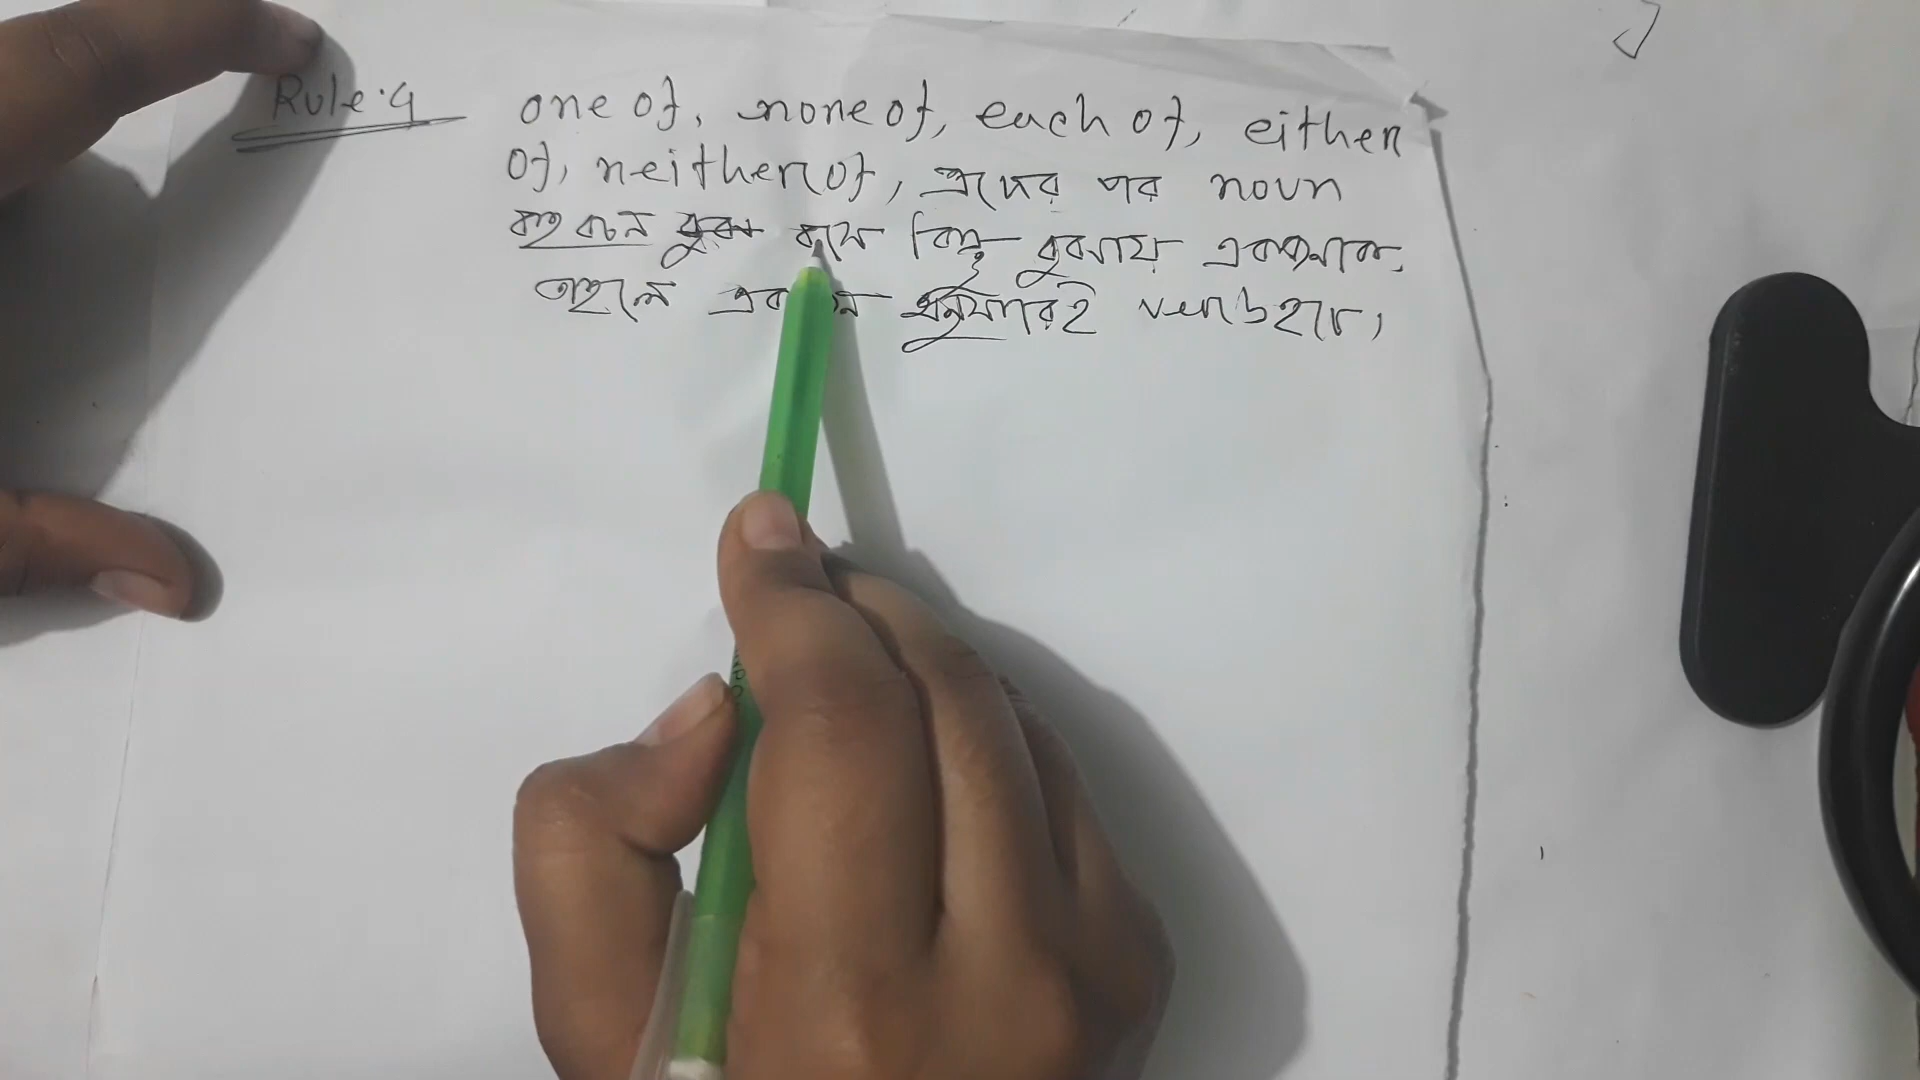 Rule:4 one of, none of, each of, either
of, neither of, এদের পর noun
বহু বচন বসে কিন্তু বুঝায় একজনকে,
তাহলে একবচন অনুসারেই verb হবে,